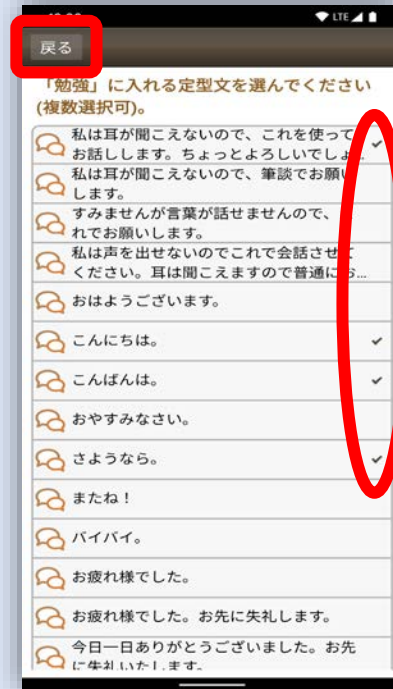 LTE
戻る
「勉強」に入れる定型文を選んでください
(複数選択可)。
私は耳が聞こえないので、これを使って
お話しします。ちょっとよろしいでしょ
私は耳が聞こえないので、筆談でお願い
します。
すみませんが言葉が話せませんので、
れでお願いします。
私は声を出せないのでこれで会話させて
ください。耳は聞こえますので普通に
おはようございます。
こんにちは。
こんばんは。
おやすみなさい。
さようなら。
またね！
バイバイ。
お疲れ様でした。
お疲れ様でした。お先に失礼します。
今日一日ありがとうございました。お先
に失礼いたします。